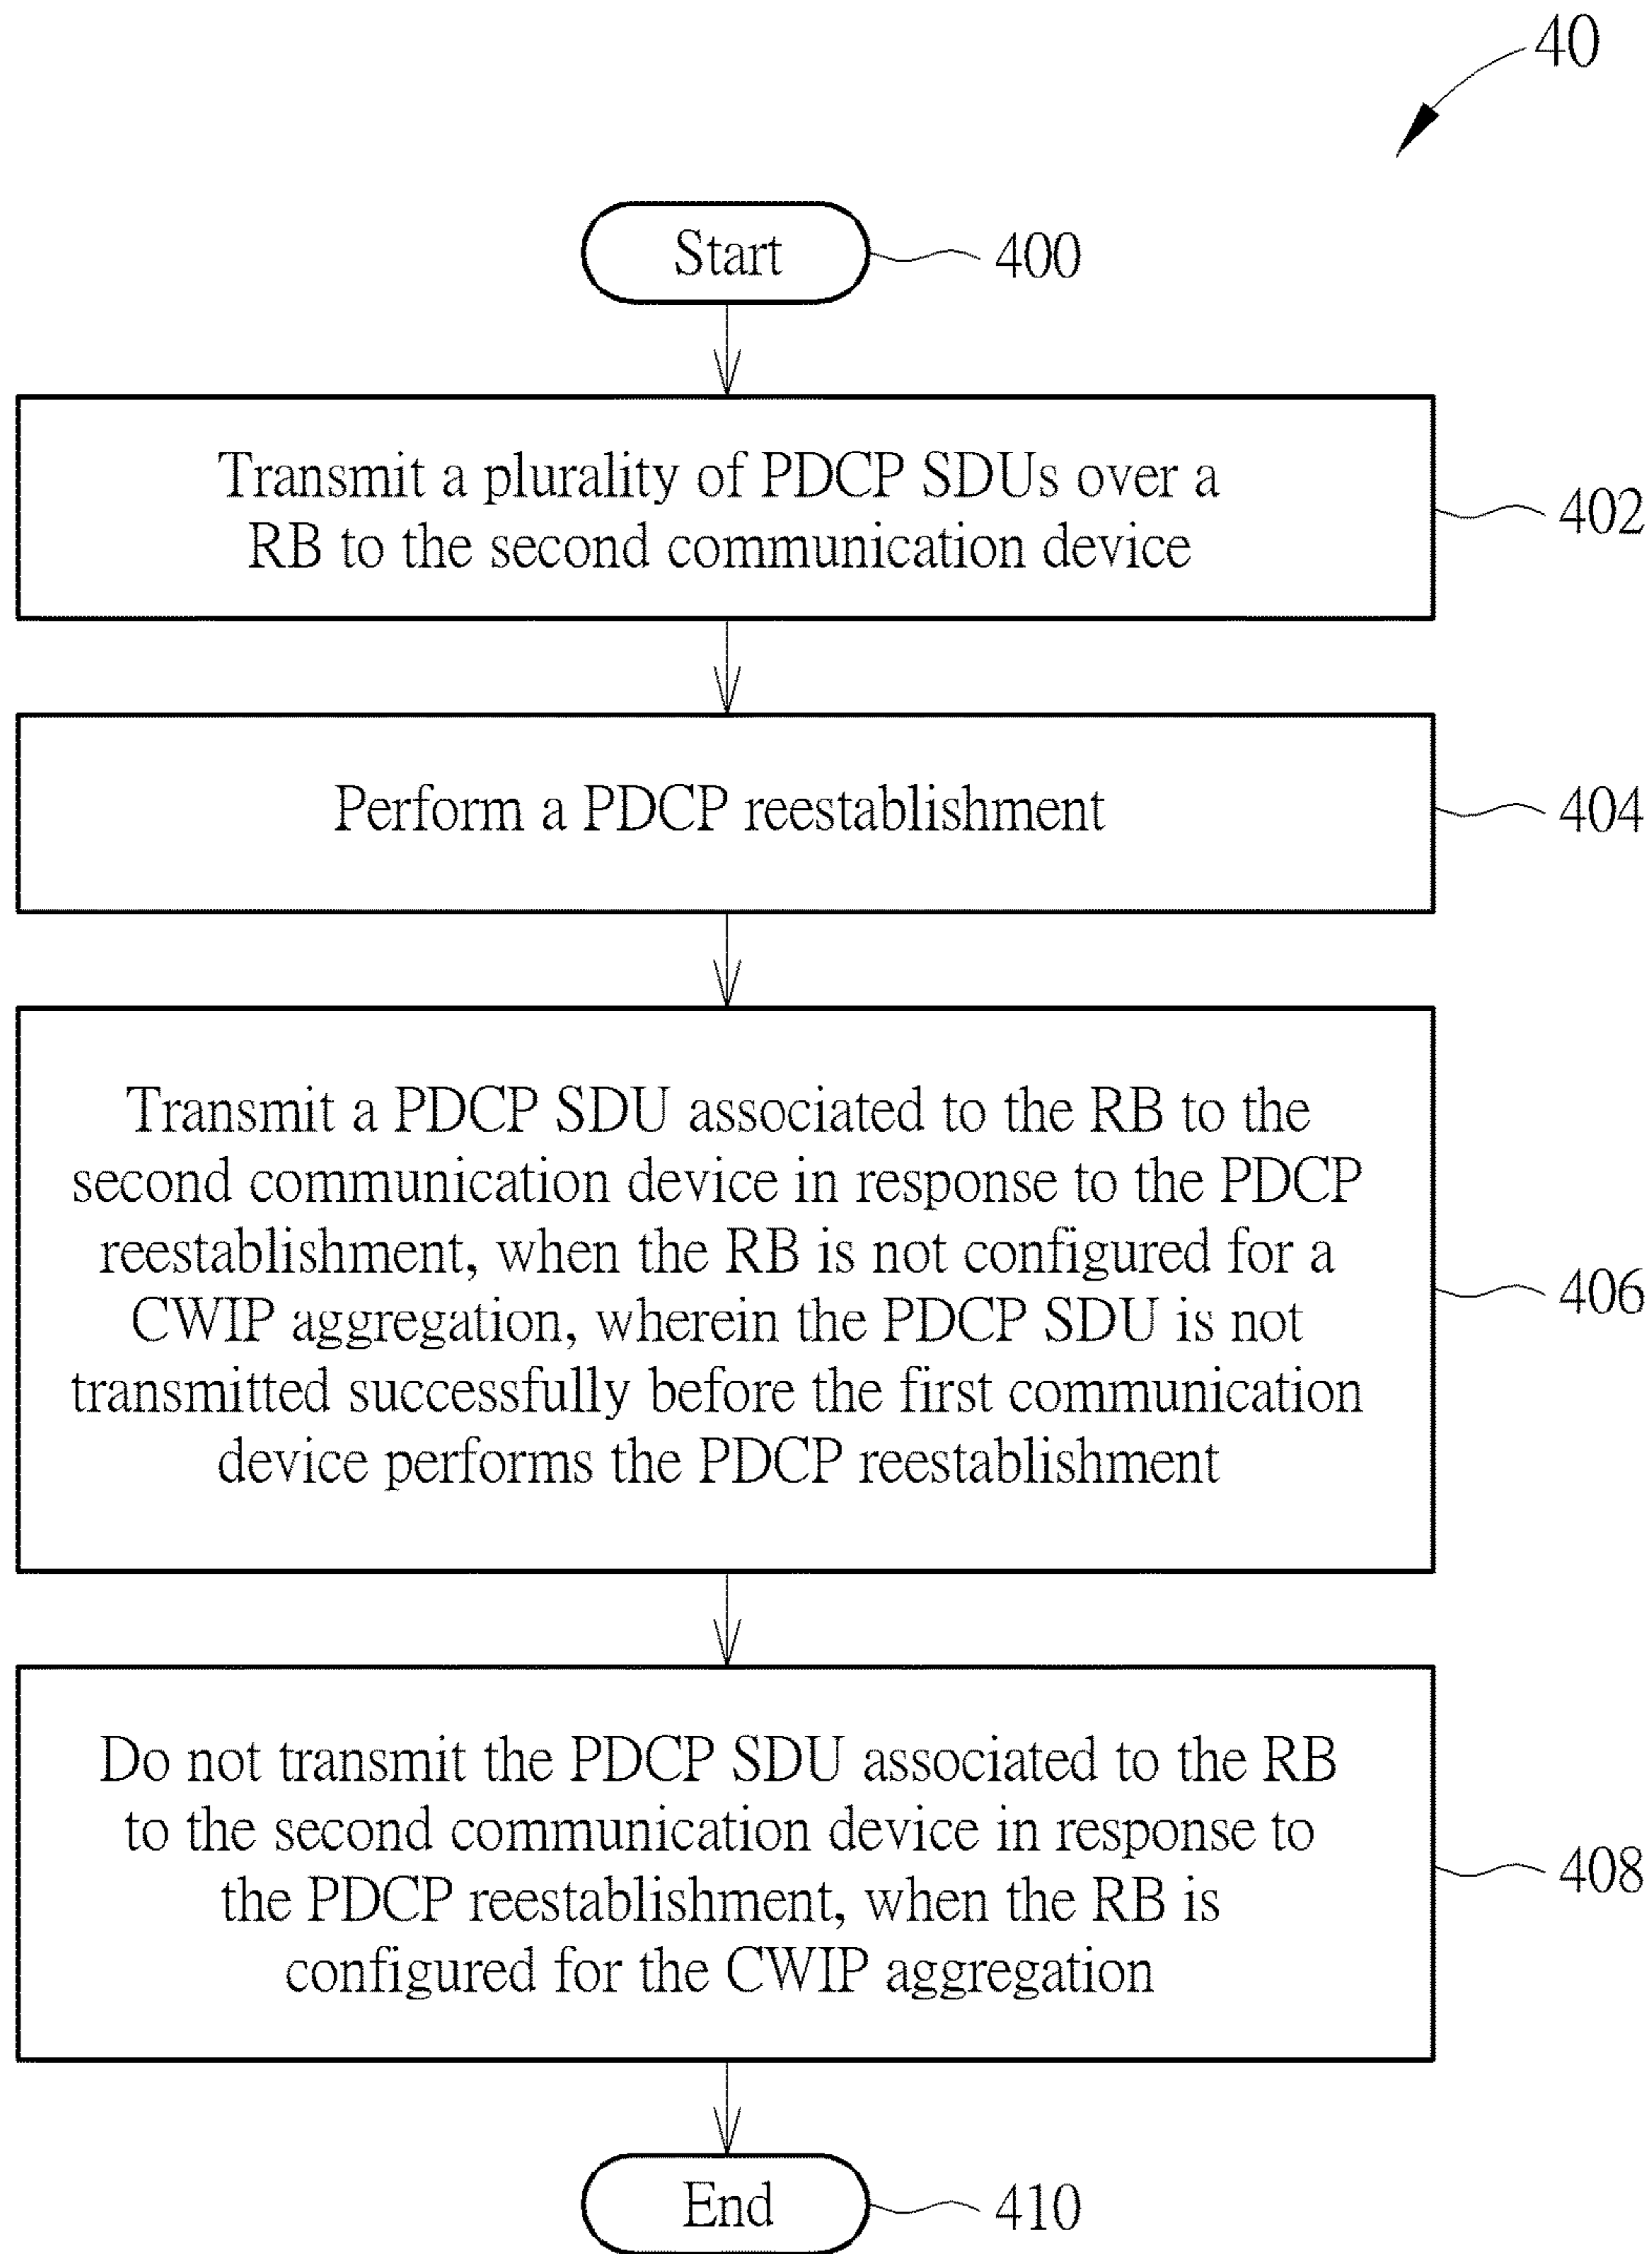 40
Start
400
Transmit a plurality of PDCP SDUs over a
RB to the second communication device
402
Perform a PDCP reestablishment
404
Transmit a PDCP SDU associated to the RB to the
second communication device in response to the PDCP
reestablishment, when the RB is not configured for a
CWIP aggregation, wherein the PDCP SDU is not
transmitted successfully before the first communication
device performs the PDCP reestablishment
406
Do not transmit the PDCP SDU associated to the RB
to the second communication device in response to
the PDCP reestablishment, when the RB is
configured for the CWIP aggregation
408
End
410